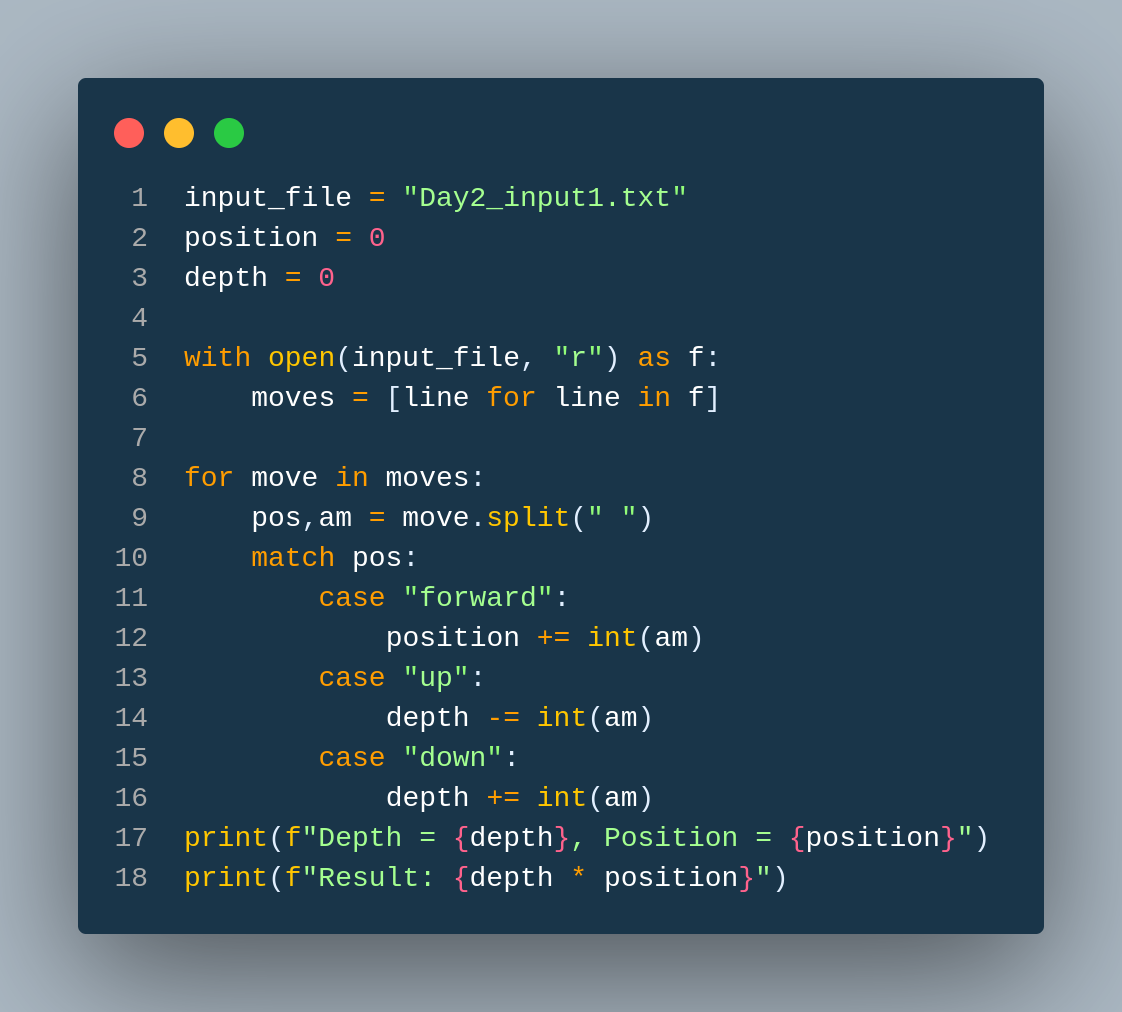 1 input_file = "Day2_input1.txt"
2 position = 0
3 depth = 0
4
5 with open(input_file, "r") as f:
6     moves = [line for line in f]
7
8 for move in moves:
9     pos,am = move.split(" ")
10     match pos:
11         case "forward":
12             position += int(am)
13         case "up":
14             depth -= int(am)
15         case "down":
16             depth += int(am)
17 print(f"Depth = {depth}, Position = {position}")
18 print(f"Result: {depth * position}")